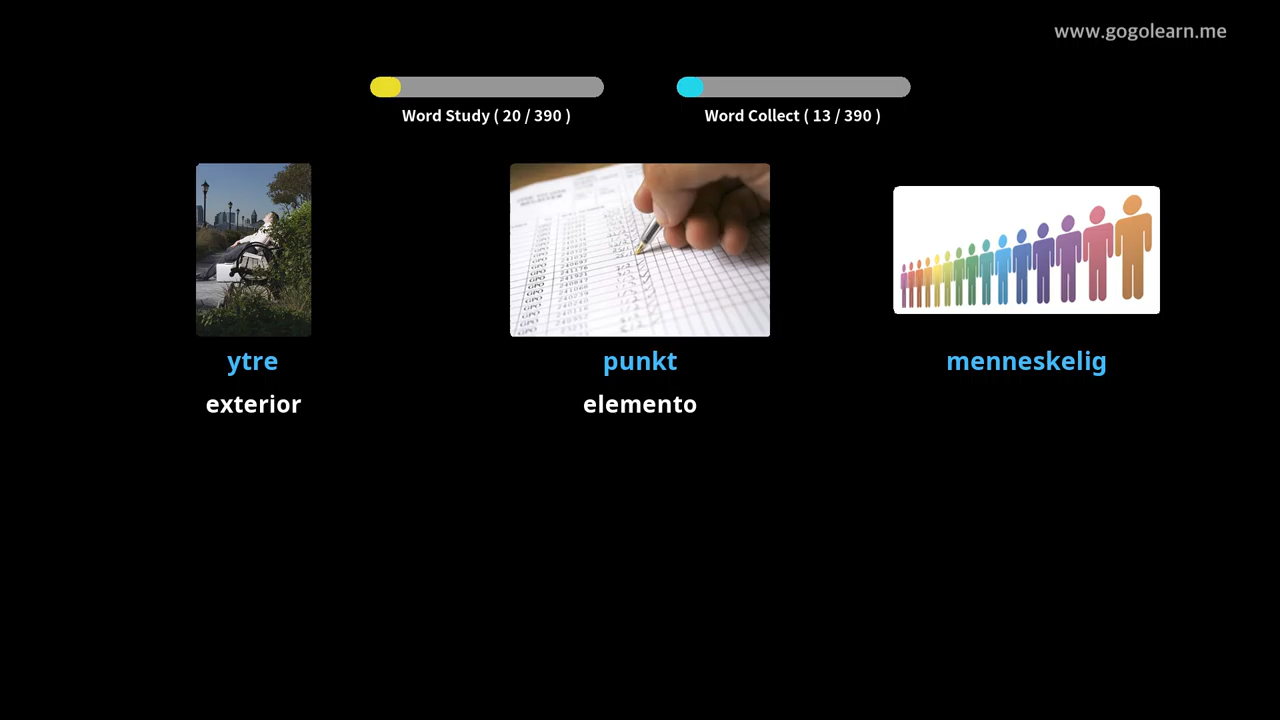 www.gogolearn.me
Word Study ( 20 / 390 )
Word Collect ( 13 / 390 )
ytre
punkt
menneskelig
exterior
elemento